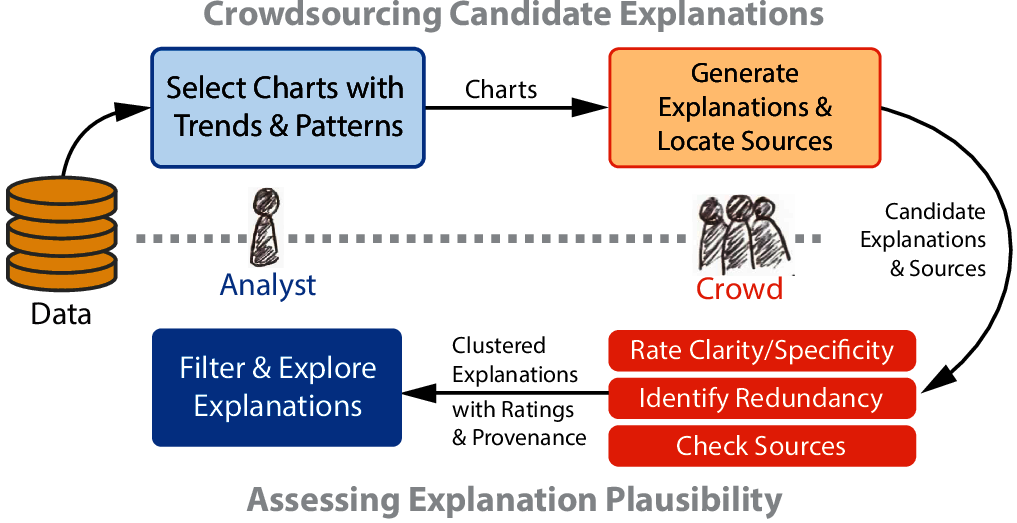 Crowdsourcing Candidate Explanations
Select Charts with
Trends & Patterns
Charts
Generate
Explanations &
Locate Sources
Candidate
Explanations
& Sources
Data
Analyst
Crowd
Filter & Explore
Explanations
Clustered
Explanations
with Ratings
& Provenance
Rate Clarity/Specificity
Identify Redundancy
Check Sources
Assessing Explanation Plausibility